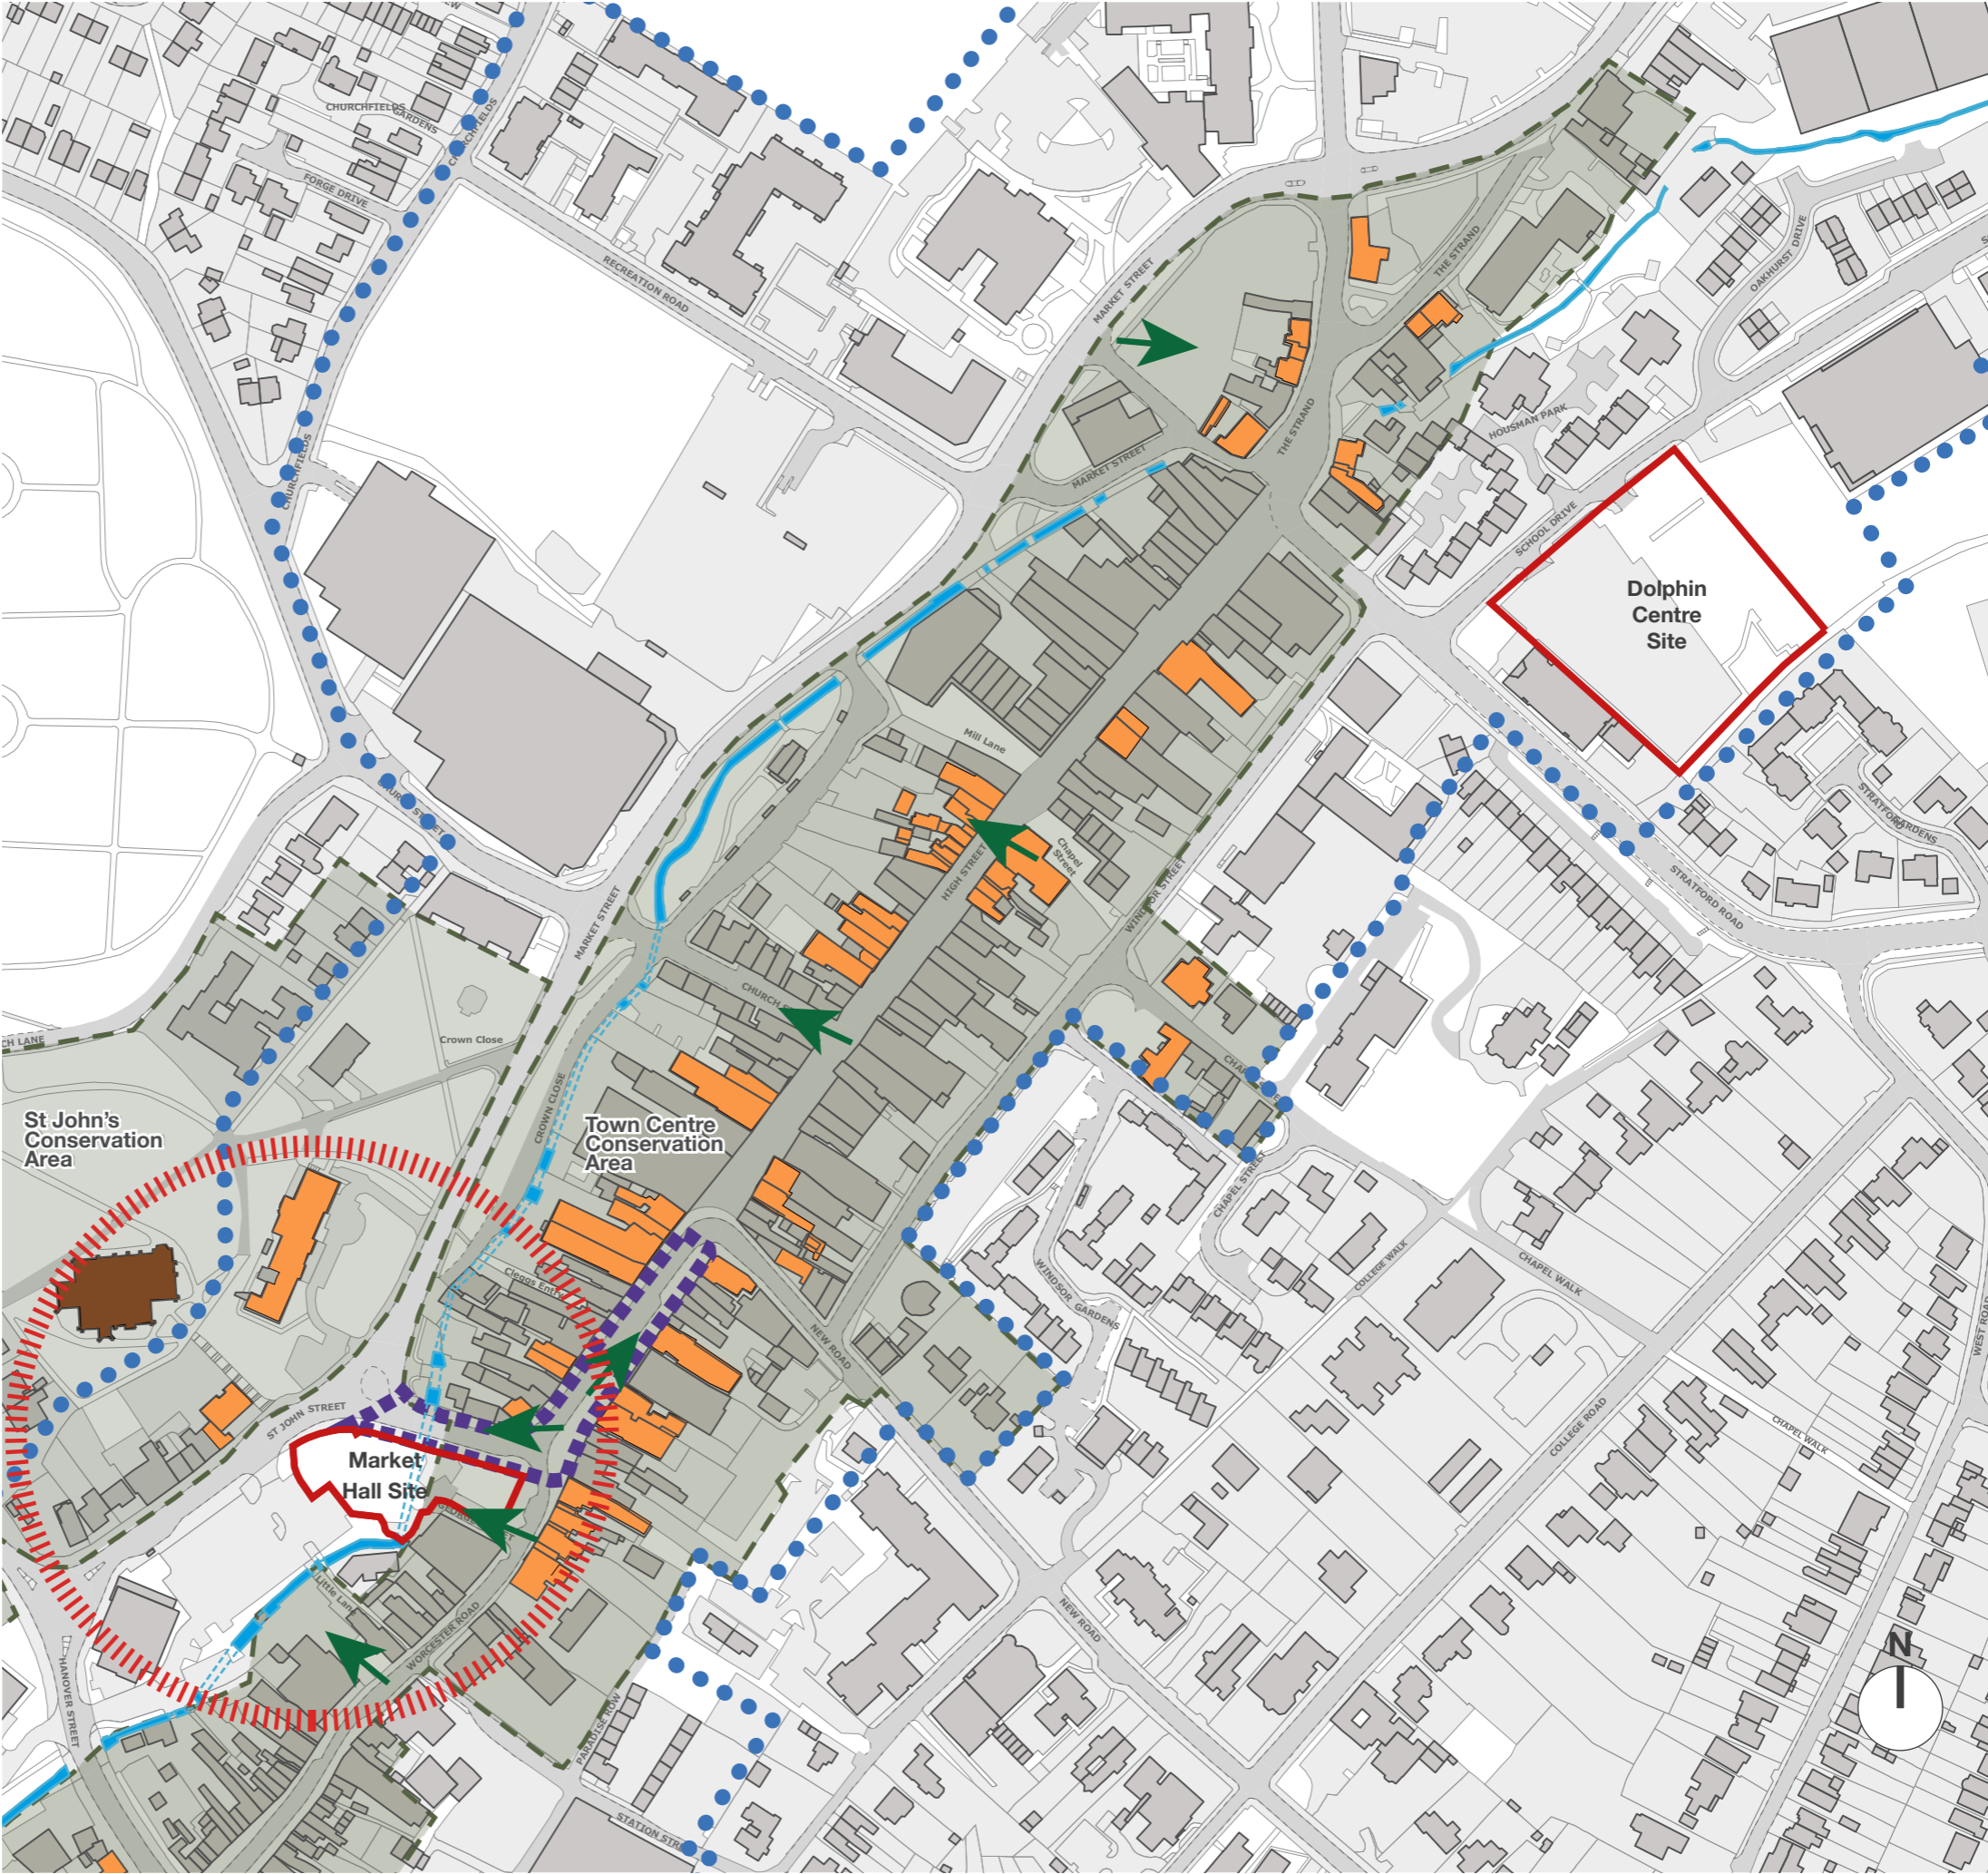 CHURCHFIELDS
GARDENS
CHURCHFIELDS
FORGE DRIVE
RECREATION ROAD
MARKET STREET
THE STRAND
OAKHURST DRIVE
THE STRAND
HOUSMAN PARK
MARKET STREET
CHURCHFIELDS
SCHOOL DRIVE
Dolphin
Centre
Site
Mill Lane
CHURCH STREET
STRATFORD
GARDENS
HIGH STREET
Chapel
Street
WINDSOR STREET
STRATFORD ROAD
MARKET STREET
CHURCH S
CH LANE
Crown Close
CROWN CLOSE
St John's
Conservation
Area
Town Centre
Conservation
Area
CHAPEL STREET
WINDSOR GARDENS
COLLEGE WALK
CHAPEL WALK
WEST ROAD
Cleggs Entry
NEW ROAD
ST JOHN STREET
COLLEGE ROAD
CHAPEL WALK
Market
Hall Site
GEORGE
Little Lane
WORCESTER ROAD
NEW ROAD
HANOVER STREET
PARADISE ROW
STATION STRE
N